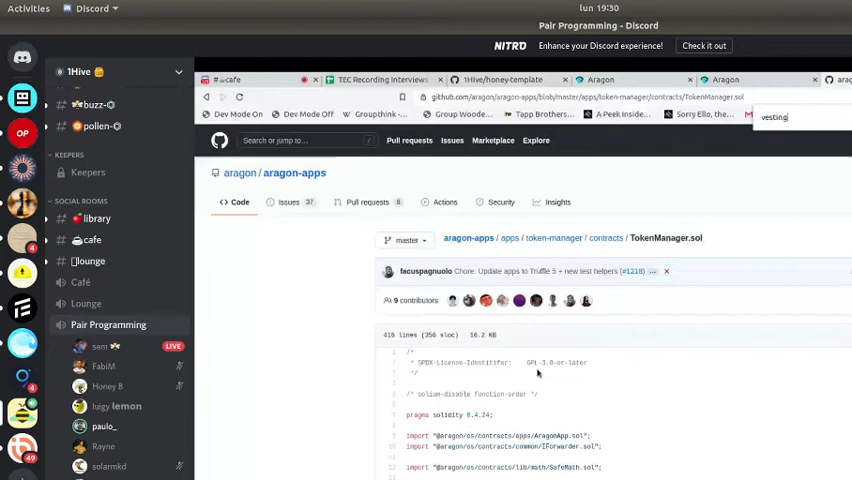 Activities Discord lun 19:30
Pair Programming - Discord
NITRO Enhance your Discord experience! Check it out
1Hive
# buzz-
# pollen-
KEEPERS
Keepers
SOCIAL ROOMS
# library
# cafe
# lounge
Café
Lounge
Pair Programming
sem LIVE
FabiM
Honey B
luigy lemon
paulo_
Rayne
solarmkd
OP
4
1
49
#cafe
TEC Recording Interviews
1Hive/honey-template
Aragon
Aragon
arag
github.com/aragon/aragon-apps/blob/master/apps/token-manager/contracts/TokenManager.sol
Dev Mode On
Dev Mode Off
Groupthink -...
Group Woode...
Tapp Brothers...
A Peek Inside...
Sorry Ello, the...
vesting
Search or jump to... /
Pull requests Issues Marketplace Explore
aragon / aragon-apps
Code Issues 37 Pull requests 8 Actions Security Insights
master aragon-apps / apps / token-manager / contracts / TokenManager.sol
facuspagnuolo Chore: Update apps to Truffle 5 + new test helpers (#1218) ...
9 contributors
416 lines (356 sloc) 16.2 KB
/*
* SPDX-License-Identitifer: GPL-3.0-or-later
*/
/* solium-disable function-order */
pragma solidity 0.4.24;
import "@aragon/os/contracts/apps/AragonApp.sol";
import "@aragon/os/contracts/common/IForwarder.sol";
import "@aragon/os/contracts/lib/math/SafeMath.sol";